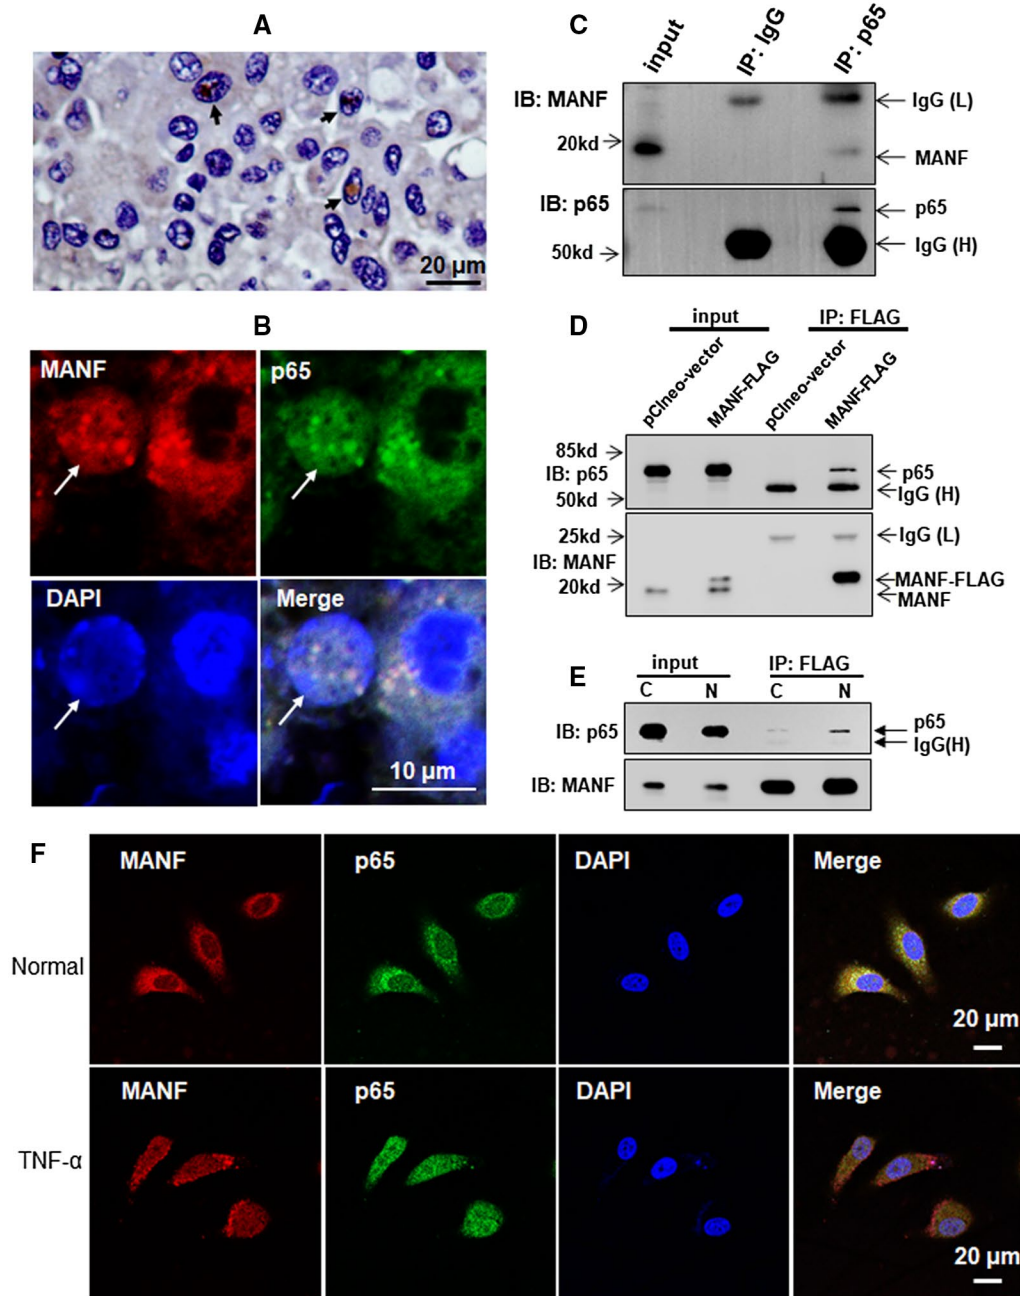 A
20 µm
B
MANF
p65
DAPI
Merge
10 µm
C
input
IP: IgG
IP: p65
IB: MANF
IgG (L)
20kd
MANF
IB: p65
p65
50kd
IgG (H)
D
input
IP: FLAG
pCIneo-vector
MANF-FLAG
pCIneo-vector
MANF-FLAG
85kd
IB: p65
p65
50kd
IgG (H)
25kd
IgG (L)
IB: MANF
20kd
MANF-FLAG
MANF
E
input
IP: FLAG
C
N
C
N
IB: p65
p65
IgG(H)
IB: MANF
F
MANF
p65
DAPI
Merge
Normal
20 µm
MANF
p65
DAPI
Merge
TNF-α
20 µm